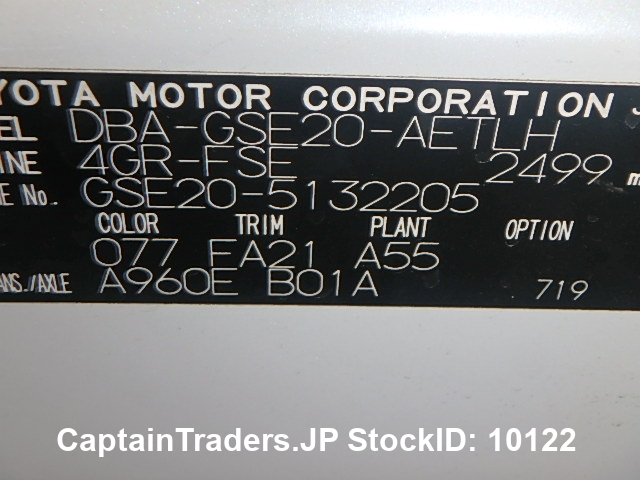 YOTA MOTOR CORPORATION J
EL DBA-GSE20-AETLH
INE 4GR-FSE 2499 m
E No. GSE20-5132205
COLOR TRIM PLANT OPTION
077 EA21 A55
ANS./AXLE A960E B01A 719
CaptainTraders.JP StockID: 10122